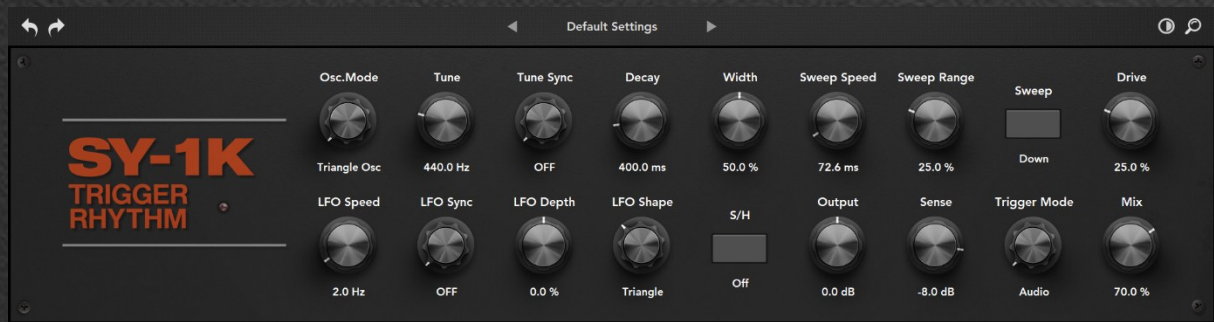 Default Settings
SY-1K
TRIGGER
RHYTHM
Osc.Mode Tune Tune Sync Decay Width Sweep Speed Sweep Range Sweep Drive
Triangle Osc 440.0 Hz OFF 400.0 ms 50.0 % 72.6 ms 25.0 % Down 25.0 %
LFO Speed LFO Sync LFO Depth LFO Shape S/H Output Sense Trigger Mode Mix
2.0 Hz OFF 0.0 % Triangle Off 0.0 dB -8.0 dB Audio 70.0 %